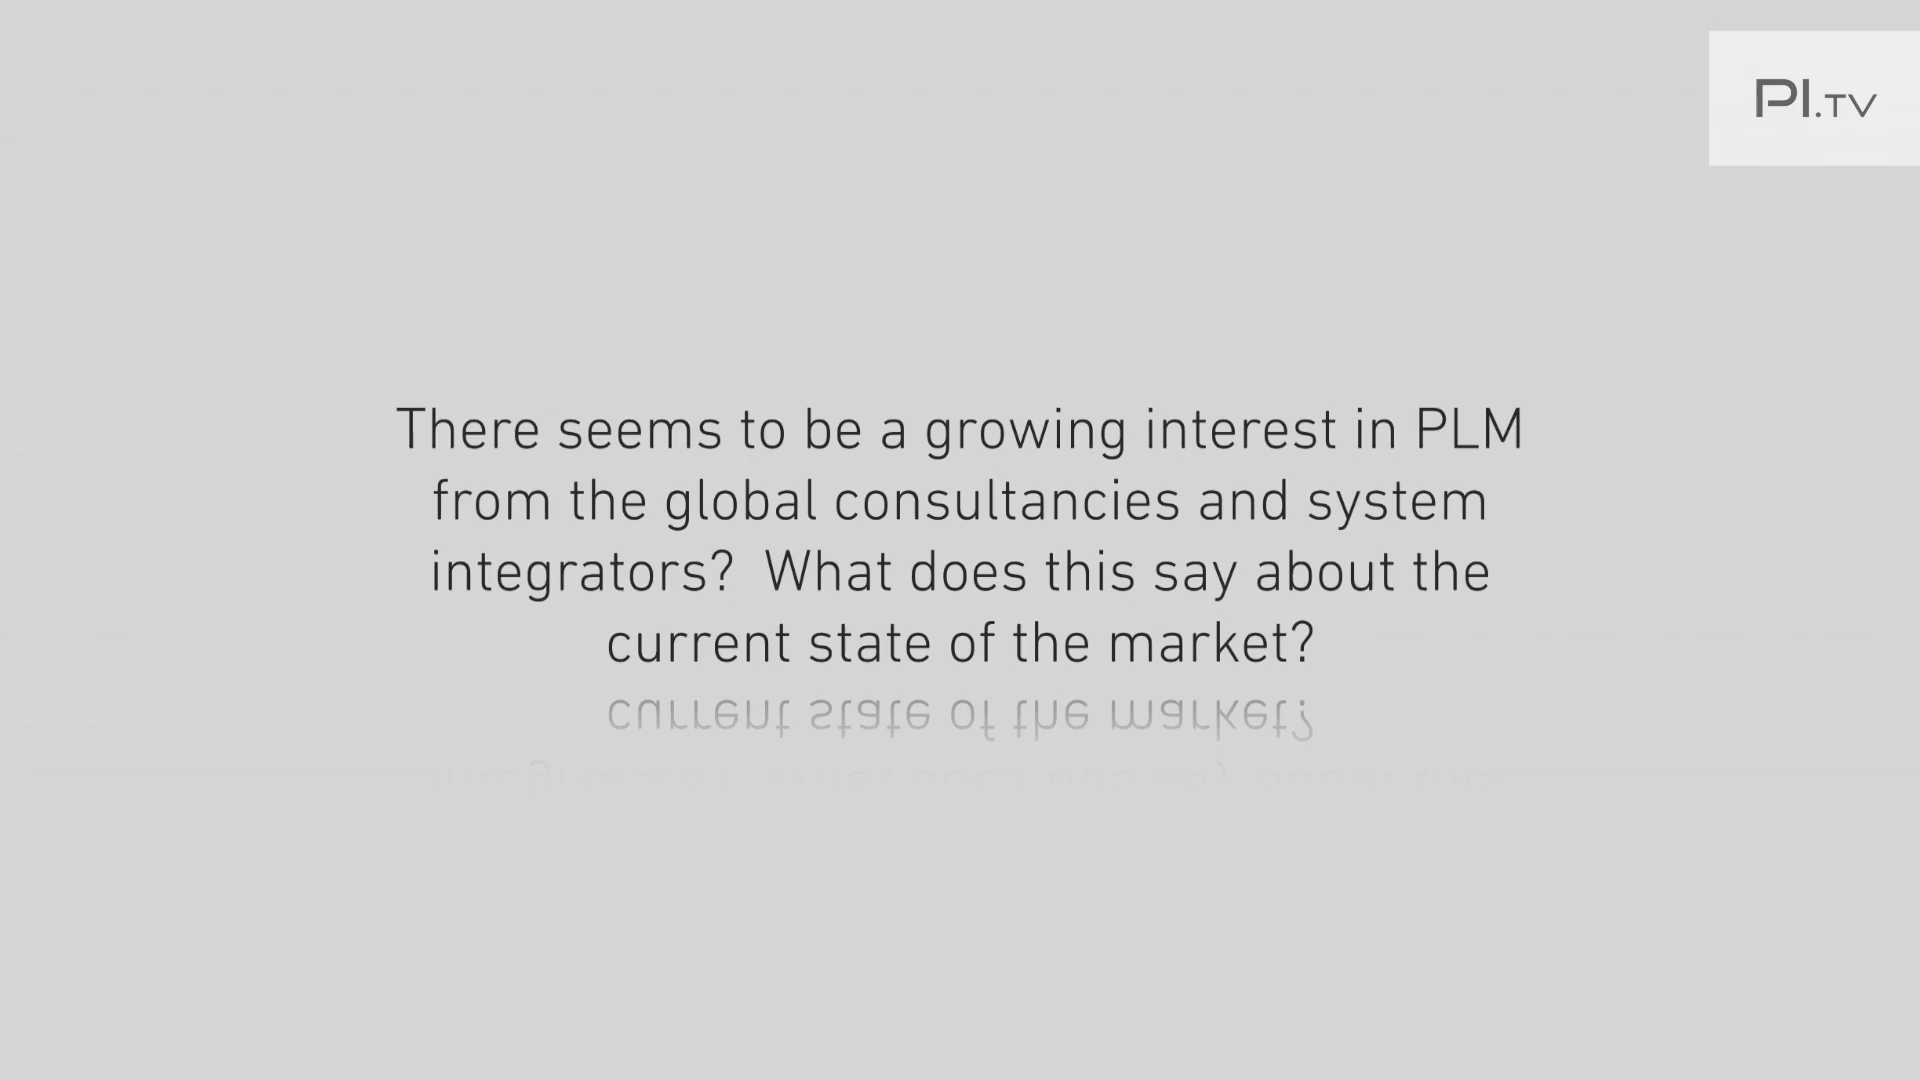 PI.TV
There seems to be a growing interest in PLM
from the global consultancies and system
integrators?  What does this say about the
current state of the market?